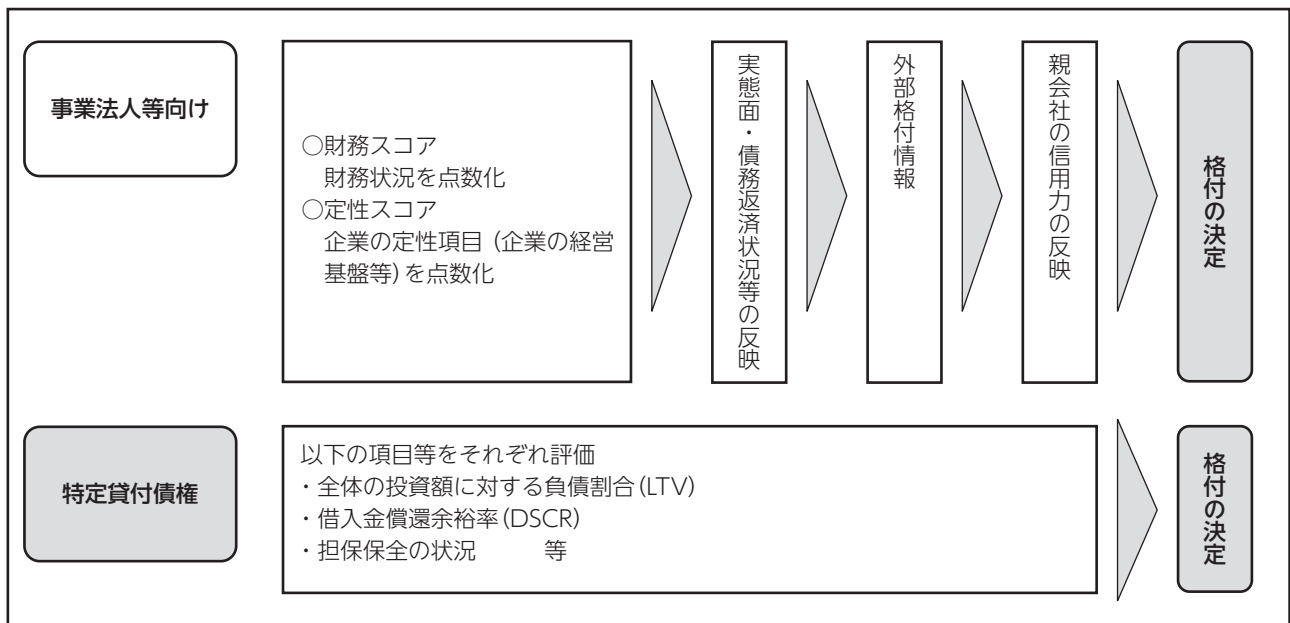 事業法人等向け
○財務スコア
財務状況を点数化
○定性スコア
企業の定性項目(企業の経営
基盤等)を点数化
実態面・債務返済状況等の反映
外部格付情報
親会社の信用力の反映
格付の決定
特定貸付債権
以下の項目等をそれぞれ評価
・全体の投資額に対する負債割合(LTV)
・借入金償還余裕率(DSCR)
・担保保全の状況 等
格付の決定